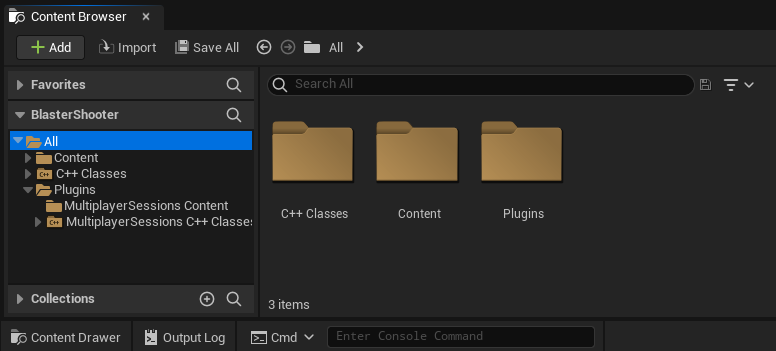 Content Browser
Add
Import
Save All
All
Favorites
BlasterShooter
All
Content
C++ Classes
Plugins
MultiplayerSessions Content
MultiplayerSessions C++ Classes
Collections
Search All
C++ Classes
Content
Plugins
3 items
Content Drawer
Output Log
Cmd
Enter Console Command